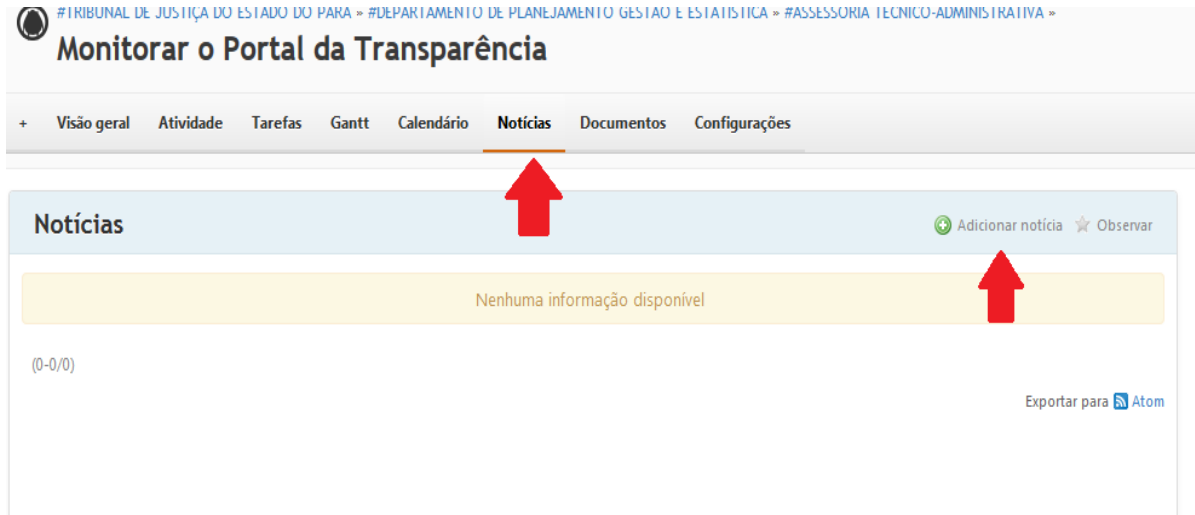 #TRIBUNAL DE JUSTIÇA DO ESTADO DO PARÁ » #DEPARTAMENTO DE PLANEJAMENTO GESTÃO E ESTATÍSTICA » #ASSESSORIA TÉCNICO-ADMINISTRATIVA »
Monitorar o Portal da Transparência
+ Visão geral Atividade Tarefas Gantt Calendário Notícias Documentos Configurações
Notícias Adicionar notícia Observar
Nenhuma informação disponível
(0-0/0)
Exportar para Atom